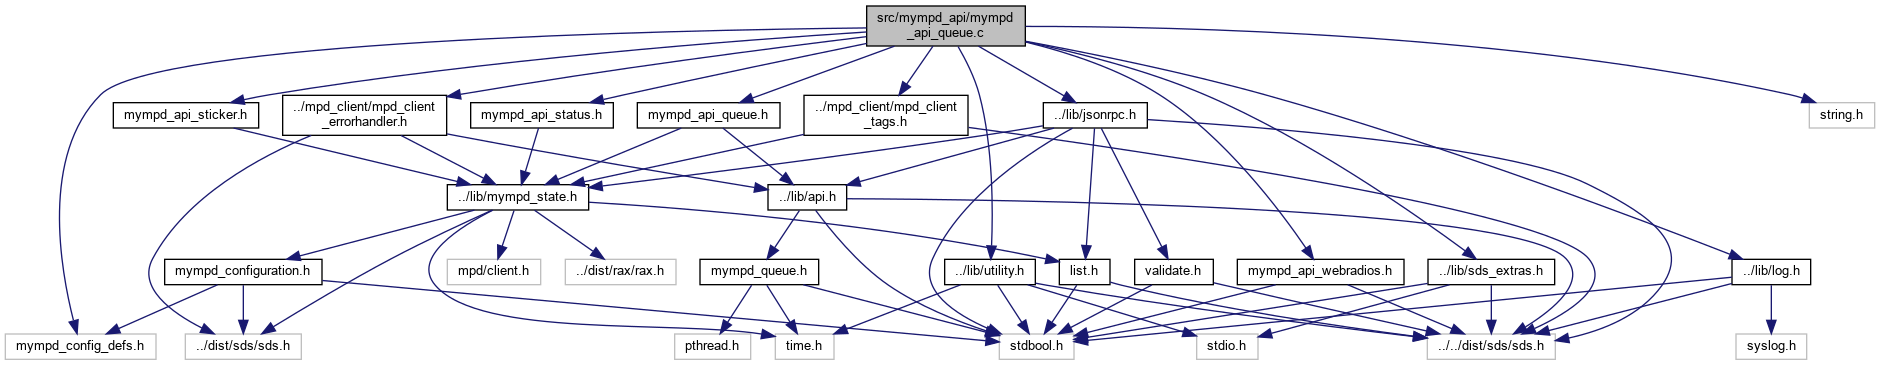 src/mympd_api/mympd
_api_queue.c
mympd_api_sticker.h
../mpd_client/mpd_client
_errorhandler.h
mympd_api_status.h
mympd_api_queue.h
../mpd_client/mpd_client
_tags.h
../lib/jsonrpc.h
string.h
../lib/mympd_state.h
../lib/api.h
mympd_configuration.h
mpd/client.h
../dist/rax/rax.h
mympd_queue.h
../lib/utility.h
list.h
validate.h
mympd_api_webradios.h
../lib/sds_extras.h
../lib/log.h
mympd_config_defs.h
../dist/sds/sds.h
pthread.h
time.h
stdbool.h
stdio.h
../../dist/sds/sds.h
syslog.h